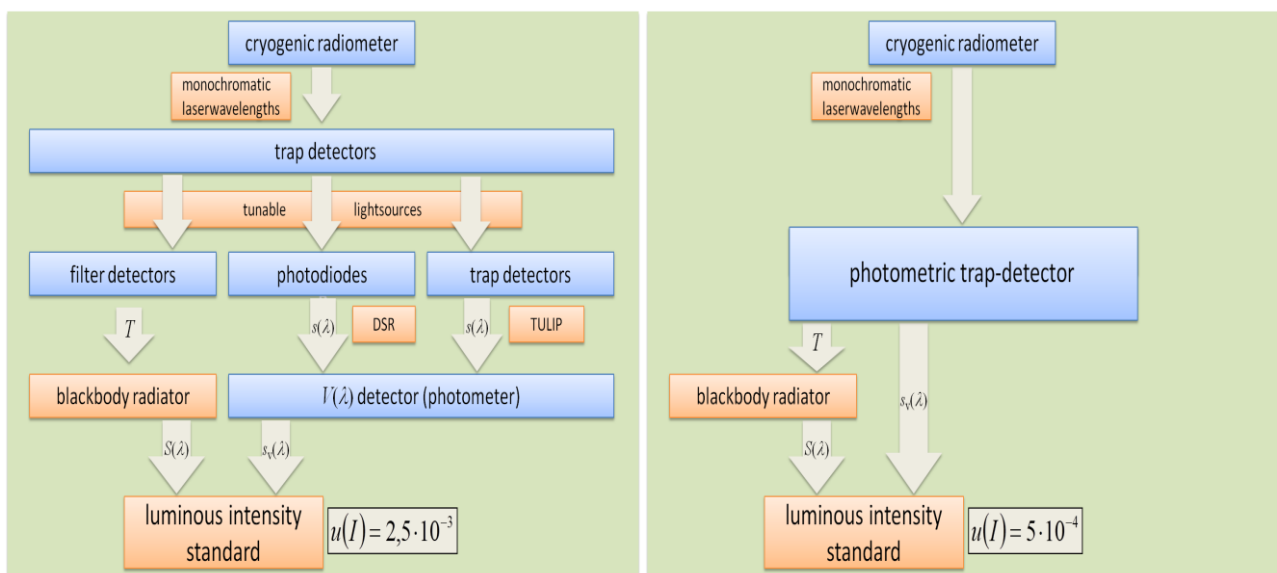 cryogenic radiometer
monochromatic
laserwavelengths
trap detectors
tunable lightsources
filter detectors
photodiodes
trap detectors
T
s(λ)
DSR
s(λ)
TULIP
blackbody radiator
V(λ) detector (photometer)
S(λ)
sᵥ(λ)
luminous intensity
standard
u(I) = 2,5·10⁻³
cryogenic radiometer
monochromatic
laserwavelengths
photometric trap-detector
T
blackbody radiator
sᵥ(λ)
S(λ)
luminous intensity
standard
u(I) = 5·10⁻⁴